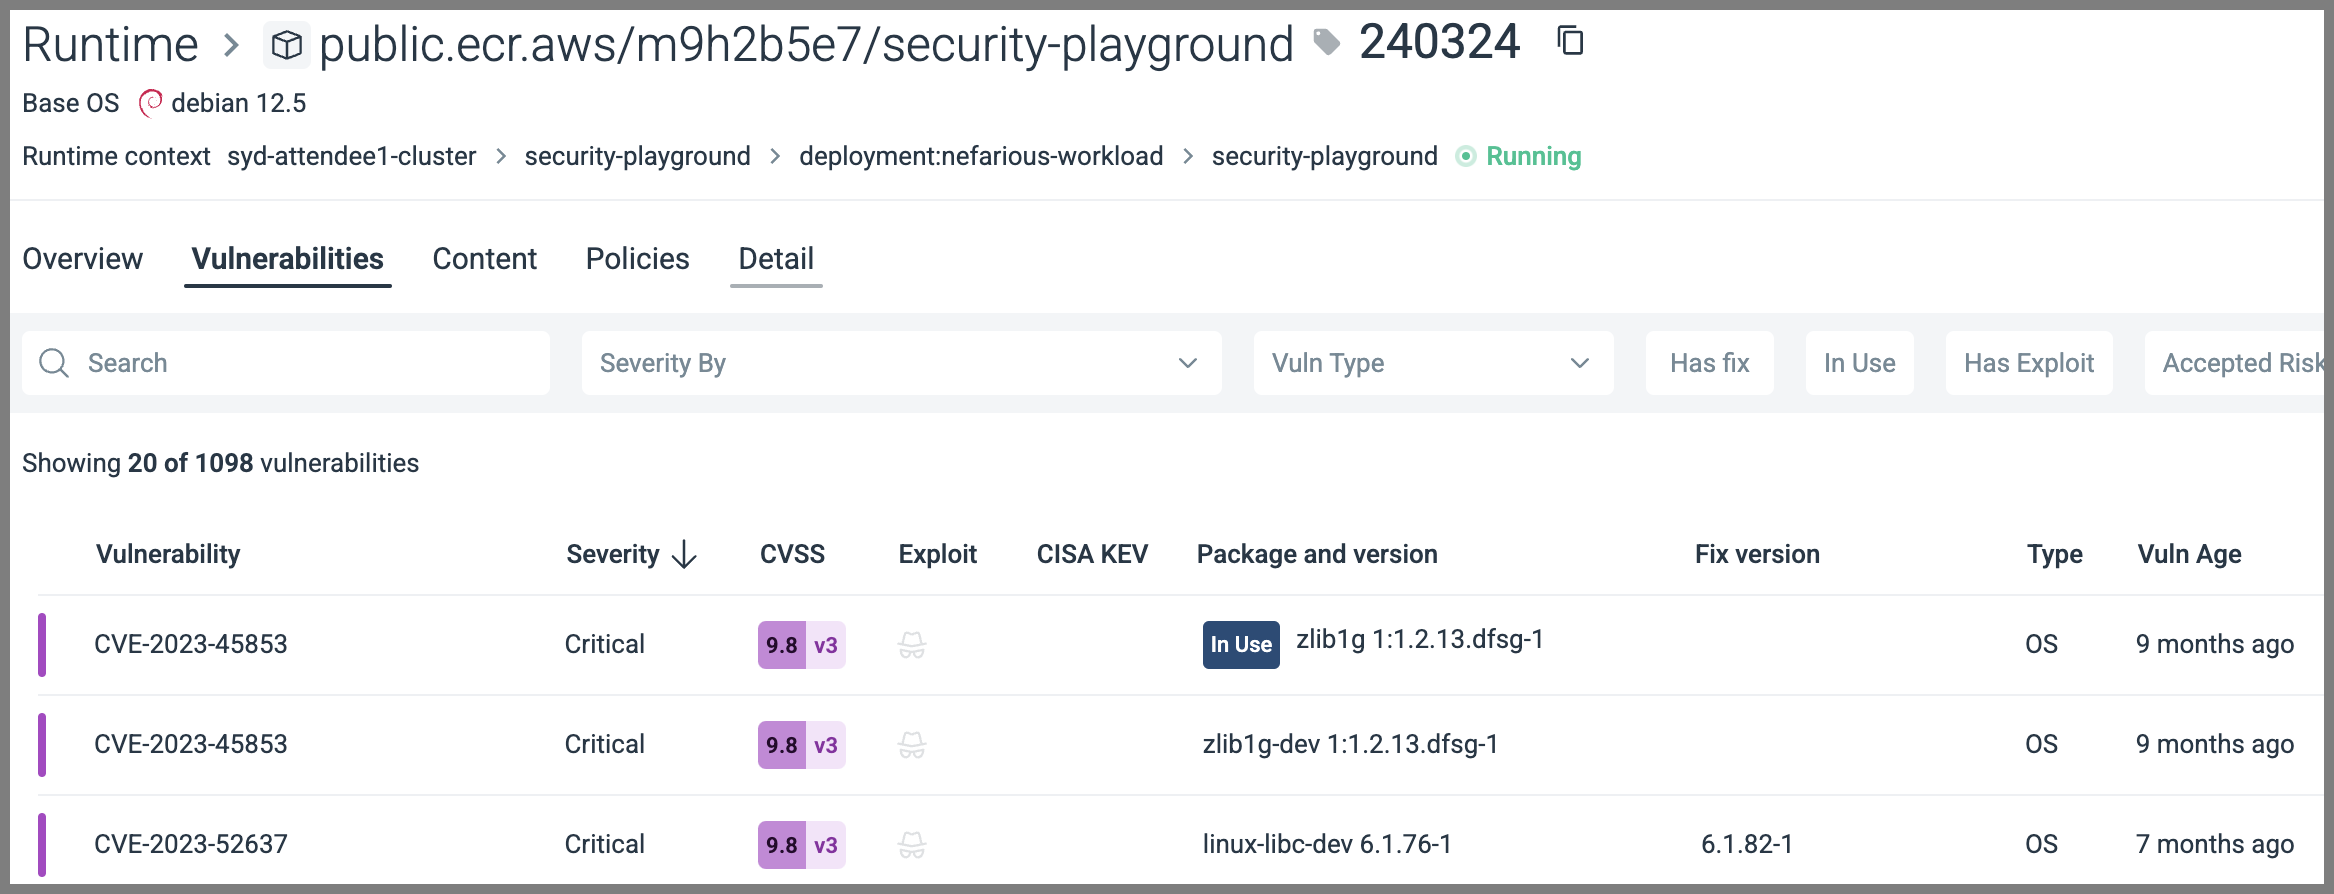 Runtime > public.ecr.aws/m9h2b5e7/security-playground 240324
Base OS debian 12.5
Runtime context syd-attendee1-cluster > security-playground > deployment:nefarious-workload > security-playground Running
Overview Vulnerabilities Content Policies Detail
Search Severity By Vuln Type Has fix In Use Has Exploit Accepted Risk
Showing 20 of 1098 vulnerabilities
Vulnerability Severity ↓ CVSS Exploit CISA KEV Package and version Fix version Type Vuln Age
CVE-2023-45853 Critical 9.8 v3 In Use zlib1g 1:1.2.13.dfsg-1 OS 9 months ago
CVE-2023-45853 Critical 9.8 v3 zlib1g-dev 1:1.2.13.dfsg-1 OS 9 months ago
CVE-2023-52637 Critical 9.8 v3 linux-libc-dev 6.1.76-1 6.1.82-1 OS 7 months ago